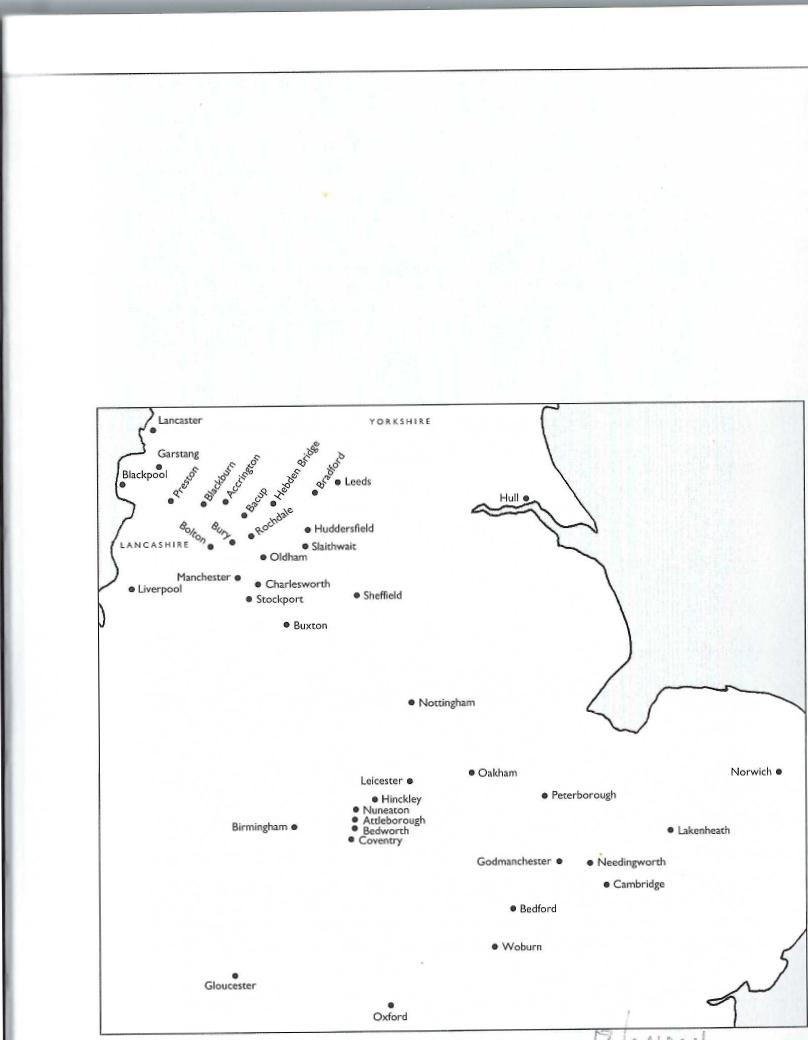 Lancaster
YORKSHIRE
Garstang
Blackpool
Preston
Blackburn
Accrington
Bacup
Hebden Bridge
Bradford
Leeds
Hull
Bolton
Bury
Rochdale
Huddersfield
LANCASHIRE
Slaithwait
Oldham
Manchester
Charlesworth
Liverpool
Stockport
Sheffield
Buxton
Nottingham
Oakham
Norwich
Leicester
Peterborough
Hinckley
Nuneaton
Attleborough
Birmingham
Bedworth
Lakenheath
Coventry
Godmanchester
Needingworth
Cambridge
Bedford
Woburn
Gloucester
Oxford